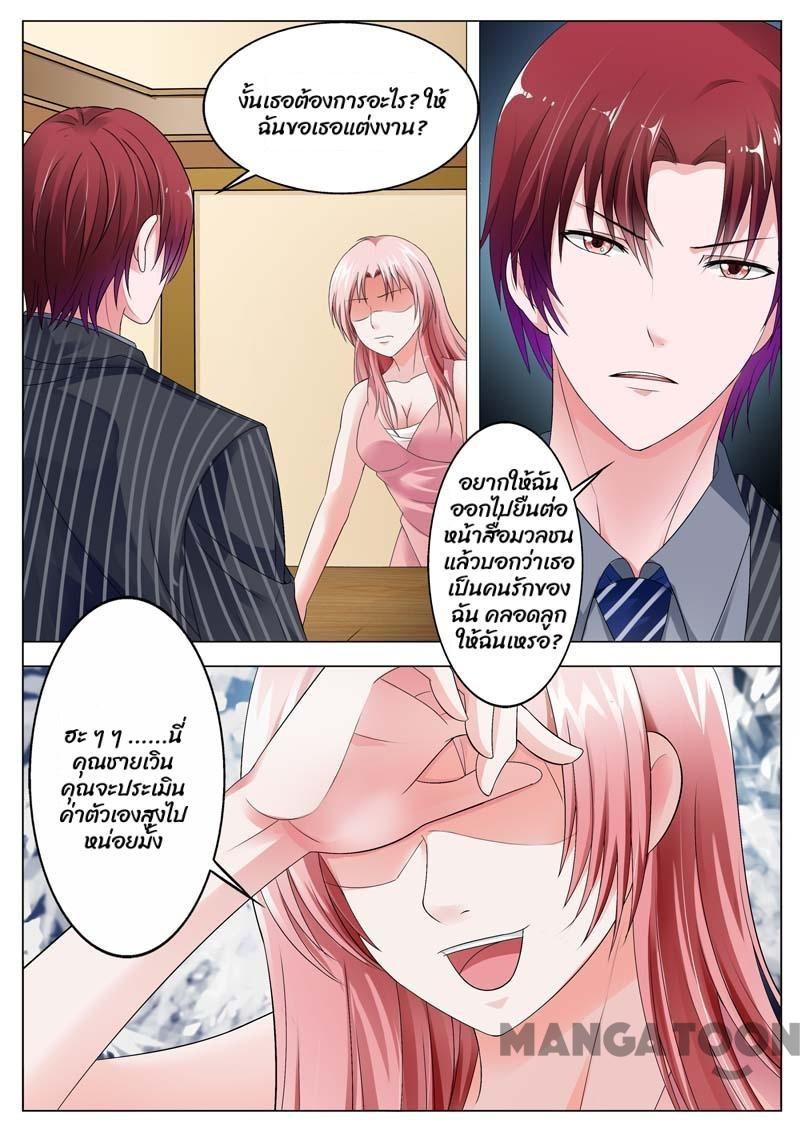 งั้นเธอต้องการอะไร? ให้
ฉันขอเธอแต่งงาน?
อยากให้ฉัน
ออกไปยืนต่อ
หน้าสื่อมวลชน
แล้วบอกว่าเธอ
เป็นคนรักของ
ฉัน คลอดลูก
ให้ฉันเหรอ?
ฮะ ๆ ๆ ......นี่
คุณชายเวิน
คุณจะประเมิน
ค่าตัวเองสูงไป
หน่อยมั้ง
MANGATOON